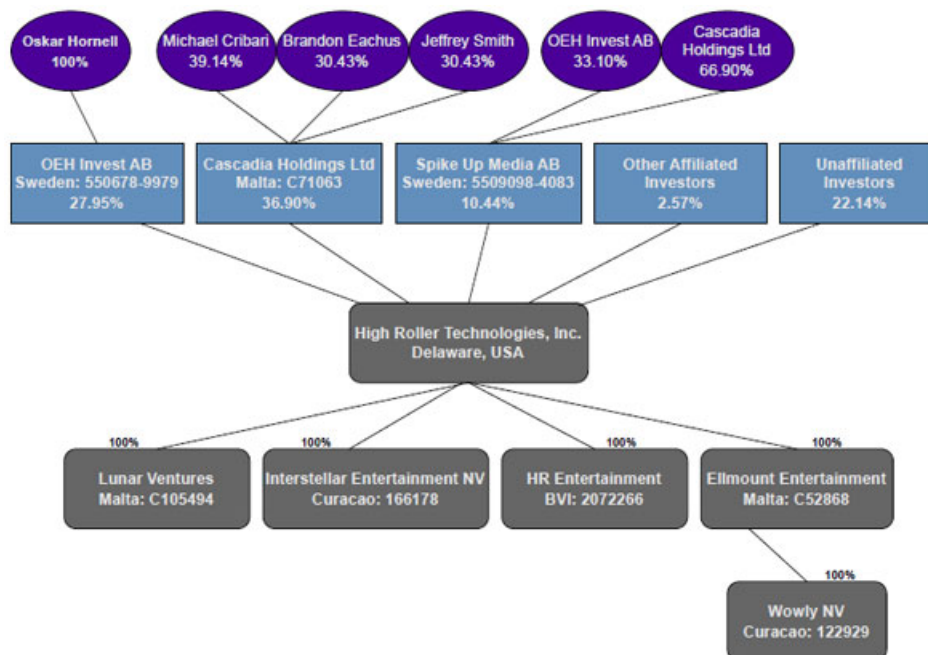 Oskar Hornell
100%
Michael Cribari
39.14%
Brandon Eachus
30.43%
Jeffrey Smith
30.43%
OEH Invest AB
33.10%
Cascadia
Holdings Ltd
66.90%
OEH Invest AB
Sweden: 550678-9979
27.95%
Cascadia Holdings Ltd
Malta: C71063
36.90%
Spike Up Media AB
Sweden: 5509098-4083
10.44%
Other Affiliated
Investors
2.57%
Unaffiliated
Investors
22.14%
High Roller Technologies, Inc.
Delaware, USA
100%
Lunar Ventures
Malta: C105494
100%
Interstellar Entertainment NV
Curacao: 166178
100%
HR Entertainment
BVI: 2072266
100%
Ellmount Entertainment
Malta: C52868
100%
Wowly NV
Curacao: 122929